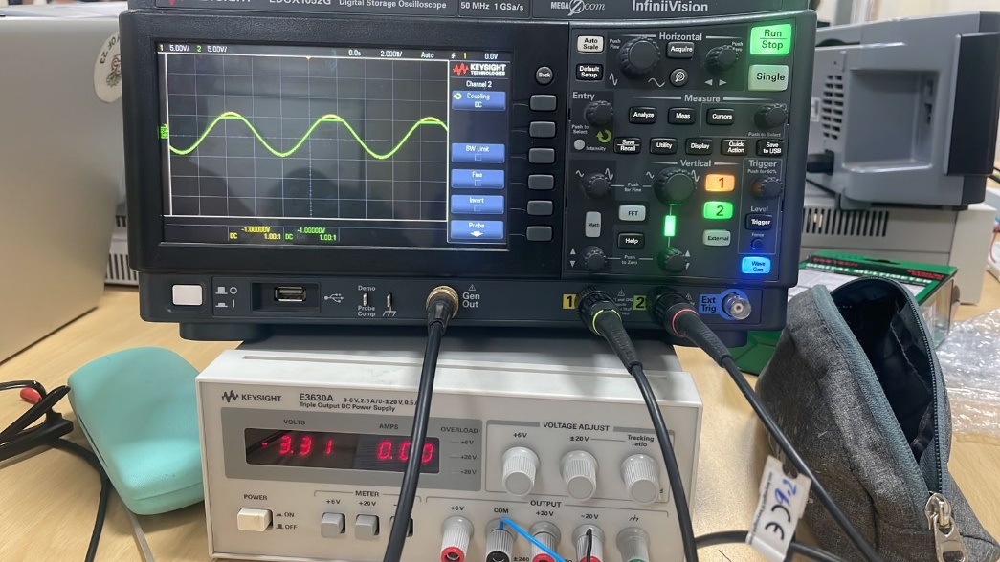 KEYSIGHT EDUX1052G Digital Storage Oscilloscope 50 MHz 1 GSa/s MEGA Zoom InfiniiVision
1 5.00V/ 2 5.00V/ 0.0s 2.000 Auto 1 0.0V
KEYSIGHT
TECHNOLOGIES
Channel 2
Coupling
DC
BW Limit
Fine
Invert
Probe
DC -1.00000V
1.00:1
DC -1.00000V
1.00:1
Back
Horizontal
Auto
Scale
Default
Setup
Push for
Fine
Acquire
Run
Stop
Single
Entry
Push to
Select
Intensity
Measure
Analyze
Meas
Cursors
Push to Select
Save
Recall
Utility
Display
Quick
Action
Save
to USB
Vertical
Push
for Fine
1
2
Math
FFT
Help
External
Push
to Zero
Trigger
Push for 50%
Level
Trigger
Force
Wave
Gen
Demo
Probe
Comp
Gen
Out
1
2
Ext
Trig
KEYSIGHT
E3630A 0-6V, 2.5A/0-±20V, 0.5A
Triple Output DC Power Supply
VOLTS
AMPS
OVERLOAD
-3.31
+6V
+20V
-20V
VOLTAGE ADJUST
+6V
±20V
Tracking
ratio
POWER
ON
OFF
METER
+6V
+20V
OUTPUT
+6V
COM
+20V
-20V
±240
DIGITAL MULTIMETER
CE